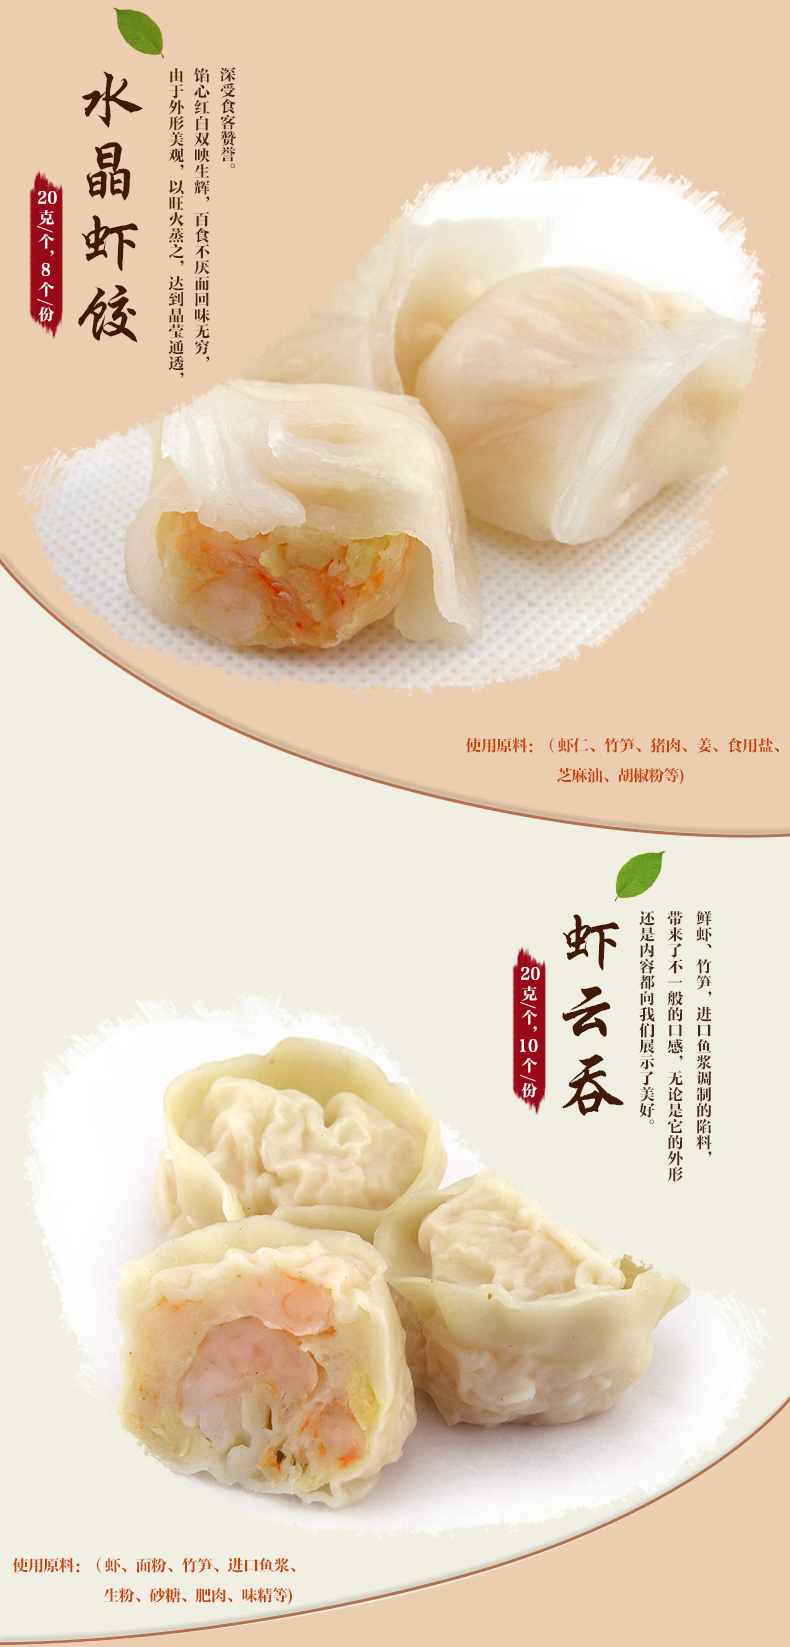 水晶虾饺
20克/个，8个/份
由于外形美观，以旺火蒸之，达到晶莹通透，
馅心红白双映生辉，百食不厌而回味无穷，
深受食客赞誉。
使用原料：（虾仁、竹笋、猪肉、姜、食用盐、
芝麻油、胡椒粉等)
虾云吞
20克/个，10个/份
鲜虾、竹笋，进口鱼浆调制的陷料，
带来了不一般的口感，无论是它的外形
还是内容都向我们展示了美好。
使用原料：（虾、面粉、竹笋、进口鱼浆、
生粉、砂糖、肥肉、味精等)